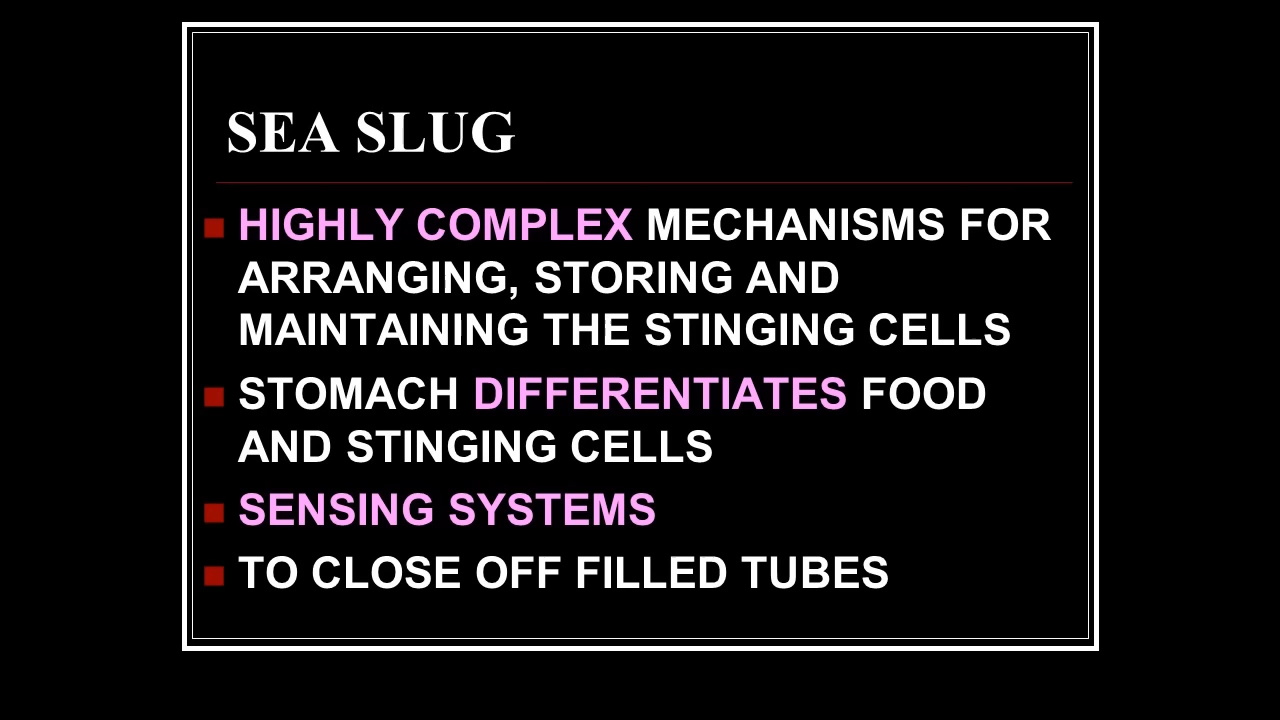 SEA SLUG
HIGHLY COMPLEX MECHANISMS FOR
ARRANGING, STORING AND
MAINTAINING THE STINGING CELLS
STOMACH DIFFERENTIATES FOOD
AND STINGING CELLS
SENSING SYSTEMS
TO CLOSE OFF FILLED TUBES